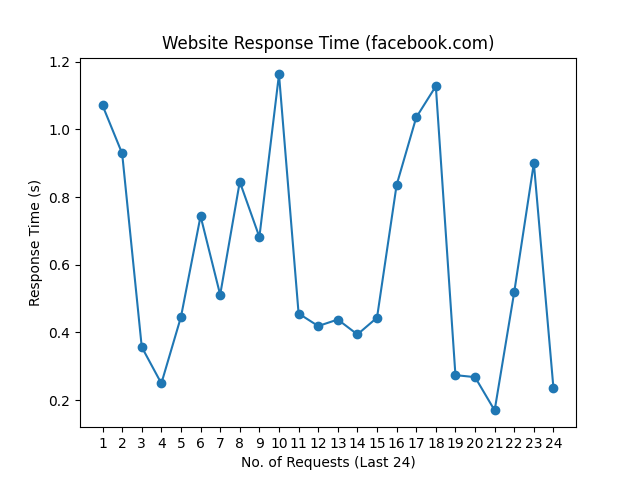 Website Response Time (facebook.com)
Response Time (s)
1.2
1.0
0.8
0.6
0.4
0.2
1 2 3 4 5 6 7 8 9 10 11 12 13 14 15 16 17 18 19 20 21 22 23 24
No. of Requests (Last 24)